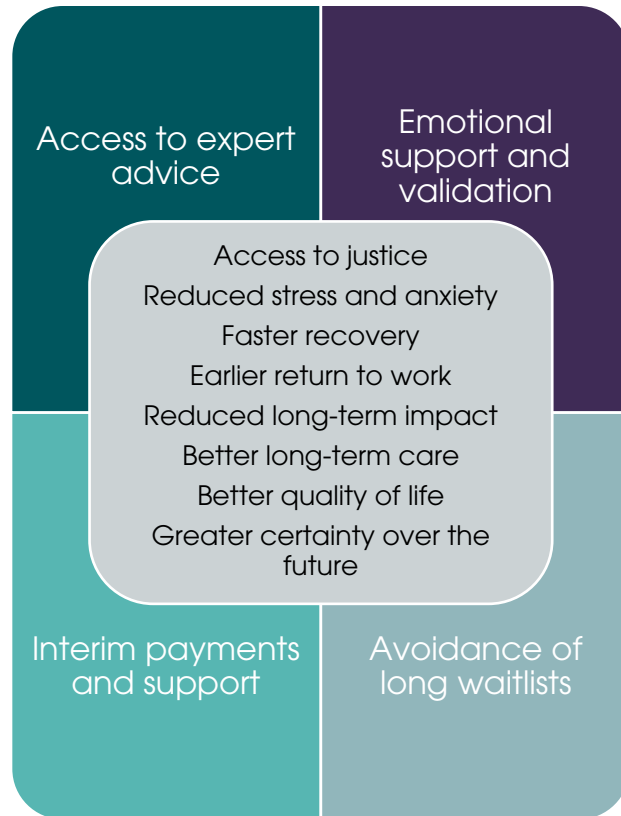 Access to expert
advice
Emotional
support and
validation
Access to justice
Reduced stress and anxiety
Faster recovery
Earlier return to work
Reduced long-term impact
Better long-term care
Better quality of life
Greater certainty over the
future
Interim payments
and support
Avoidance of
long waitlists